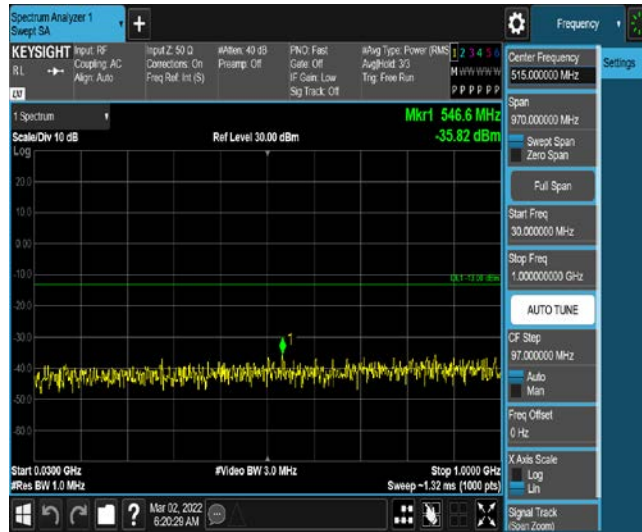 Spectrum Analyzer 1
Swept SA
+
Frequency
KEYSIGHT
Input: RF
Coupling: AC
Align: Auto
Input Z: 50 Ω
Corrections: On
Freq Ref: Int (S)
#Atten: 40 dB
Preamp: Off
PNO: Fast
Gate: Off
IF Gain: Low
Sig Track: Off
#Avg Type: Power (RMS
Avg|Hold: 3/3
Trig: Free Run
1 2 3 4 5 6
M W W W W W
P P P P P P
RL
LXI
1 Spectrum
Scale/Div 10 dB
Log
Ref Level 30.00 dBm
Mkr1 546.6 MHz
-35.82 dBm
20.0
10.0
0.00
-10.0
DL1 -13.00 dBm
-20.0
-30.0
1
-40.0
-50.0
-60.0
Start 0.0300 GHz
#Res BW 1.0 MHz
#Video BW 3.0 MHz
Stop 1.0000 GHz
Sweep ~1.32 ms (1000 pts)
Mar 02, 2022
6:20:29 AM
?
Settings
Center Frequency
515.000000 MHz
Span
970.000000 MHz
Swept Span
Zero Span
Full Span
Start Freq
30.000000 MHz
Stop Freq
1.000000000 GHz
AUTO TUNE
CF Step
97.000000 MHz
Auto
Man
Freq Offset
0 Hz
X Axis Scale
Log
Lin
Signal Track
(Span Zoom)